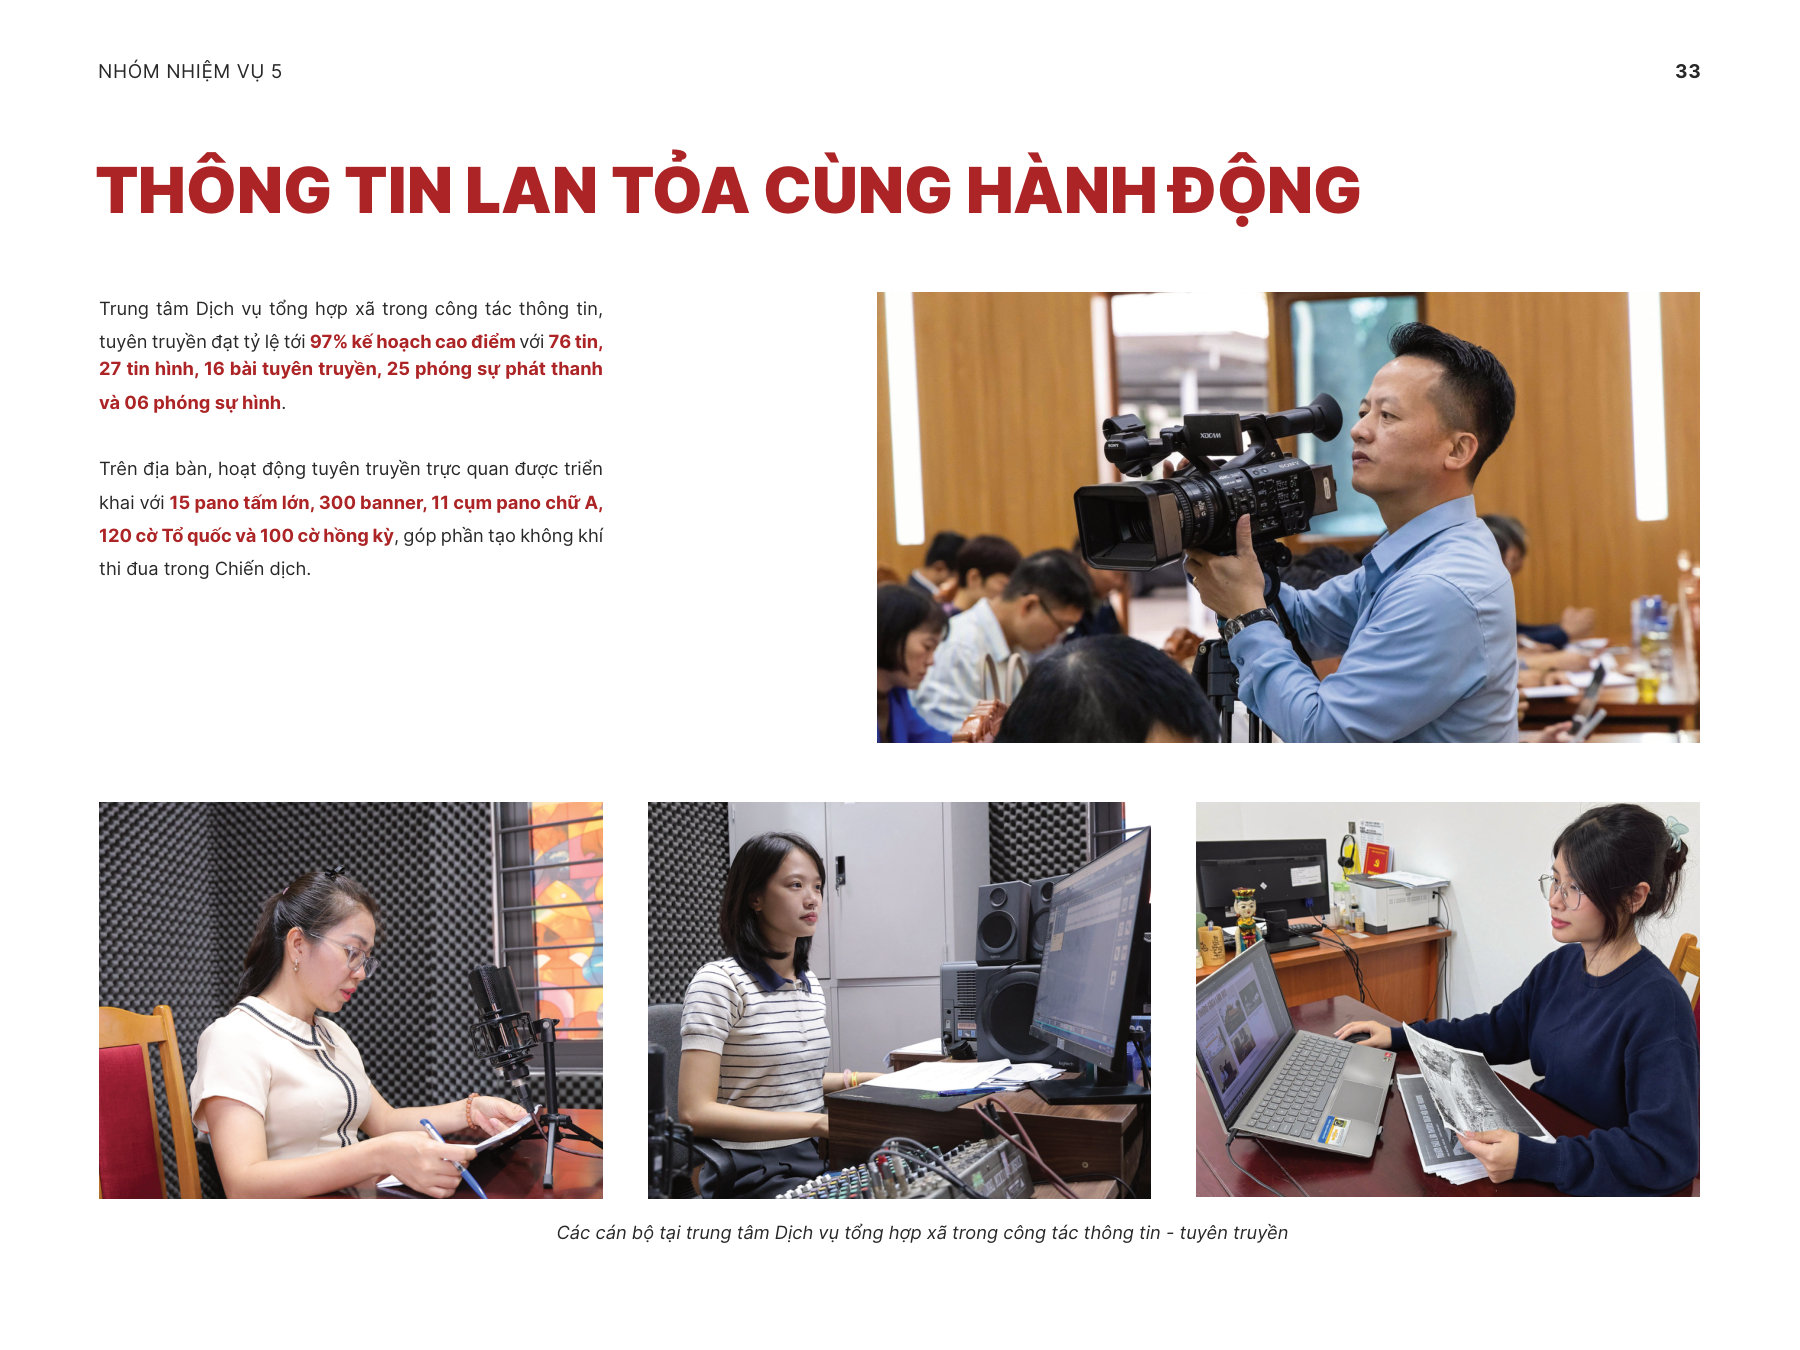 NHÓM NHIỆM VỤ 5
33
THÔNG TIN LAN TỎA CÙNG HÀNH ĐỘNG
Trung tâm Dịch vụ tổng hợp xã trong công tác thông tin,
tuyên truyền đạt tỷ lệ tới 97% kế hoạch cao điểm với 76 tin,
27 tin hình, 16 bài tuyên truyền, 25 phóng sự phát thanh
và 06 phóng sự hình.
Trên địa bàn, hoạt động tuyên truyền trực quan được triển
khai với 15 pano tấm lớn, 300 banner, 11 cụm pano chữ A,
120 cờ Tổ quốc và 100 cờ hồng kỳ, góp phần tạo không khí
thi đua trong Chiến dịch.
XDCAM
SONY
SONY
Các cán bộ tại trung tâm Dịch vụ tổng hợp xã trong công tác thông tin - tuyên truyền